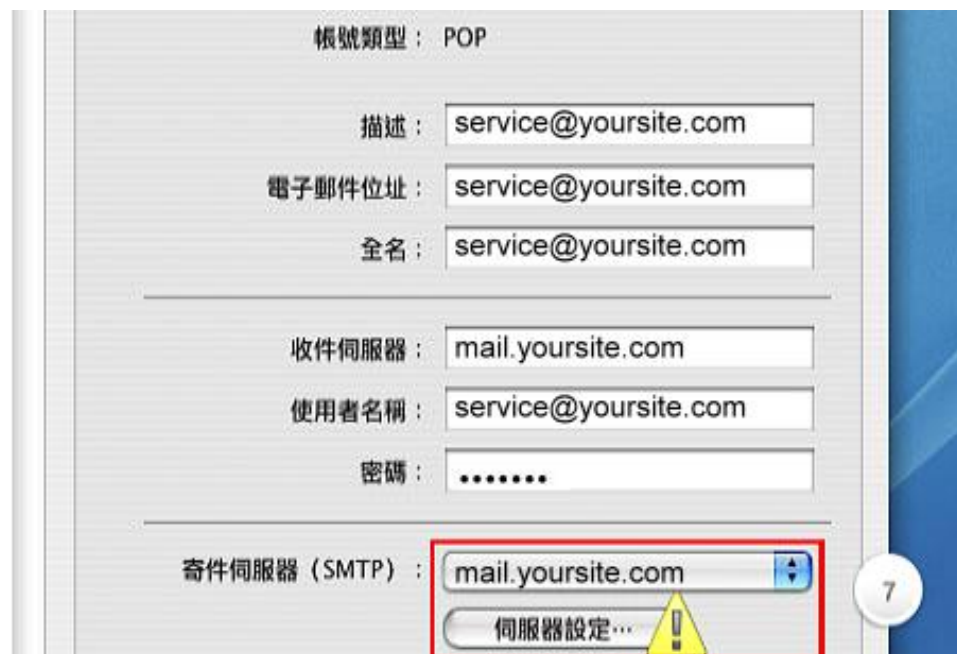 帳號類型： POP
描述： service@yoursite.com
電子郵件位址： service@yoursite.com
全名： service@yoursite.com
收件伺服器： mail.yoursite.com
使用者名稱： service@yoursite.com
密碼： •••••••
寄件伺服器（SMTP）： mail.yoursite.com
7
伺服器設定…